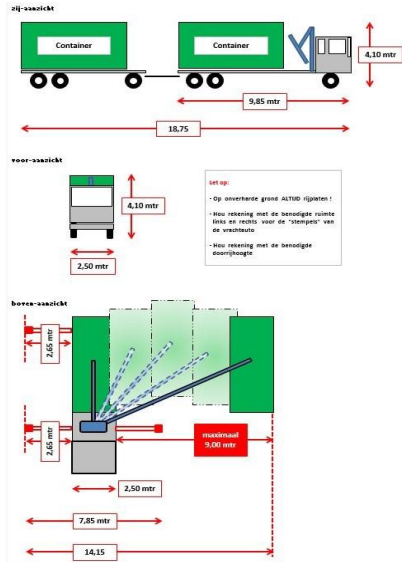 zij-aanzicht
Container
Container
4,10 mtr
9,85 mtr
18,75
voor-aanzicht
4,10 mtr
2,50 mtr
Let op:
- Op onverharde grond ALTIJD rijplaten !
- Hou rekening met de benodigde ruimte
links en rechts voor de "stempels" van
de vrachtauto
- Hou rekening met de benodigde
doorrijhoogte
boven-aanzicht
2,65 mtr
2,65 mtr
maximaal
9,00 mtr
2,50 mtr
7,85 mtr
14,15